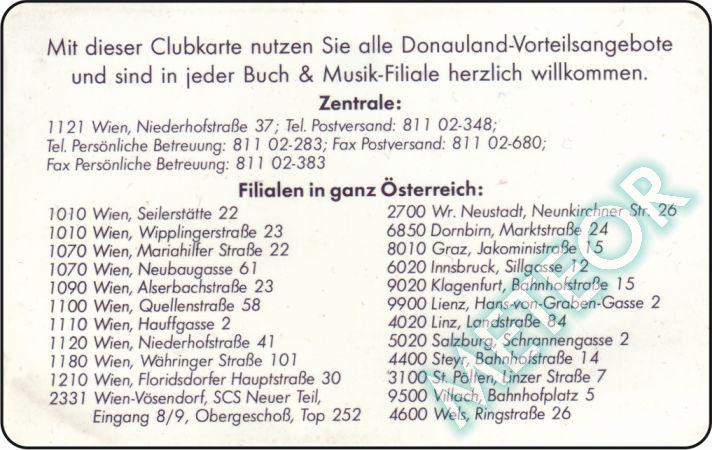 Mit dieser Clubkarte nutzen Sie alle Donauland-Vorteilsangebote
und sind in jeder Buch & Musik-Filiale herzlich willkommen.
Zentrale:
1121 Wien, Niederhofstraße 37; Tel. Postversand: 811 02-348;
Tel. Persönliche Betreuung: 811 02-283; Fax Postversand: 811 02-680;
Fax Persönliche Betreuung: 811 02-383
Filialen in ganz Österreich:
1010 Wien, Seilerstätte 22
1010 Wien, Wipplingerstraße 23
1070 Wien, Mariahilfer Straße 22
1070 Wien, Neubaugasse 61
1090 Wien, Alserbachstraße 23
1100 Wien, Quellenstraße 58
1110 Wien, Hauffgasse 2
1120 Wien, Niederhofstraße 41
1180 Wien, Währinger Straße 101
1210 Wien, Floridsdorfer Hauptstraße 30
2331 Wien-Vösendorf, SCS Neuer Teil,
Eingang 8/9, Obergeschoß, Top 252
2700 Wr. Neustadt, Neunkirchner Str. 26
6850 Dornbirn, Marktstraße 24
8010 Graz, Jakoministraße 15
6020 Innsbruck, Sillgasse 12
9020 Klagenfurt, Bahnhofstraße 15
9900 Lienz, Hans-von-Graben-Gasse 2
4020 Linz, Landstraße 84
5020 Salzburg, Schrannengasse 2
4400 Steyr, Bahnhofstraße 14
3100 St. Pölten, Linzer Straße 7
9500 Villach, Bahnhofplatz 5
4600 Wels, Ringstraße 26
METEOR